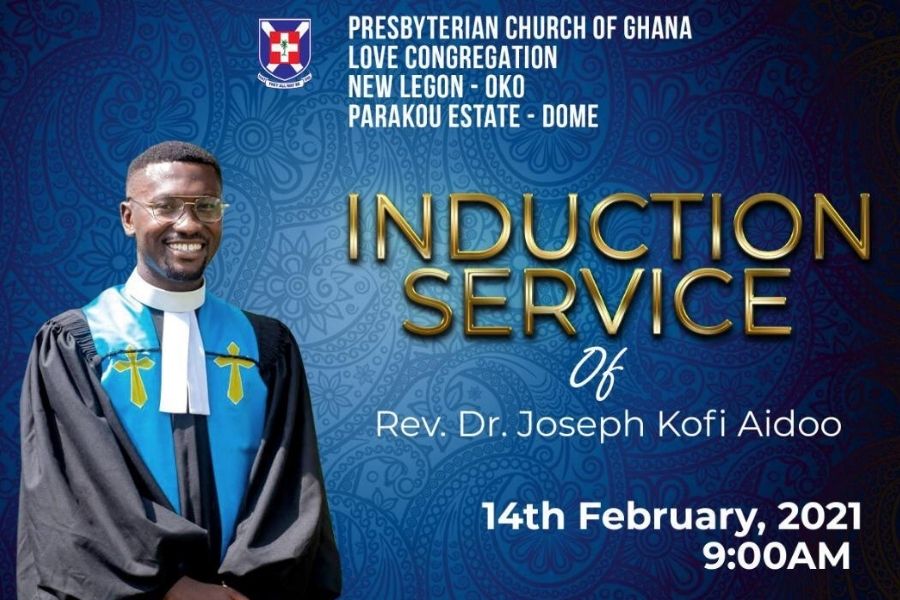 PRESBYTERIAN CHURCH OF GHANA
LOVE CONGREGATION
NEW LEGON - OKO
PARAKOU ESTATE - DOME
INDUCTION
SERVICE
Of
Rev. Dr. Joseph Kofi Aidoo
14th February, 2021
9:00AM